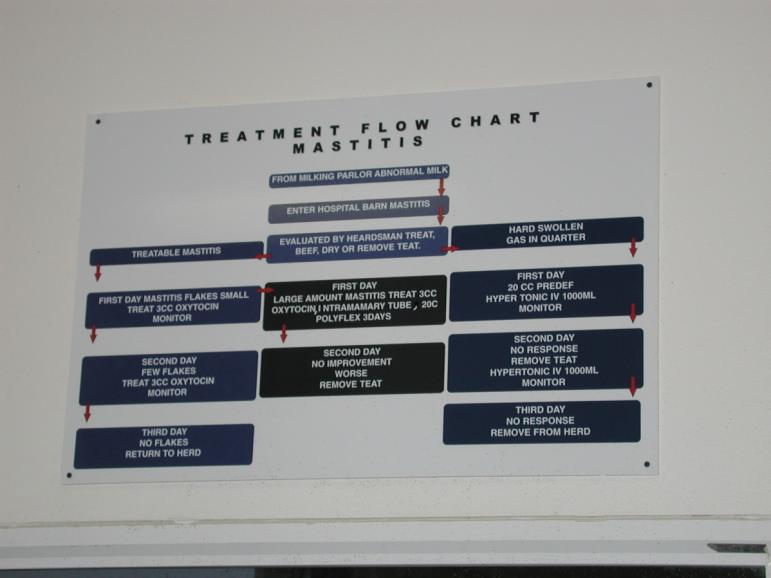 TREATMENT FLOW CHART
MASTITIS
FROM MILKING PARLOR ABNORMAL MILK
ENTER HOSPITAL BARN MASTITIS
EVALUATED BY HEARDSMAN TREAT,
BEEF, DRY OR REMOVE TEAT.
TREATABLE MASTITIS
HARD SWOLLEN
GAS IN QUARTER
FIRST DAY MASTITIS FLAKES SMALL
TREAT 3CC OXYTOCIN
MONITOR
FIRST DAY
LARGE AMOUNT MASTITIS TREAT 3CC
OXYTOCIN, INTRAMAMARY TUBE, 20C
POLYFLEX 3DAYS
FIRST DAY
20 CC PREDEF
HYPER TONIC IV 1000ML
MONITOR
SECOND DAY
FEW FLAKES
TREAT 3CC OXYTOCIN
MONITOR
SECOND DAY
NO IMPROVEMENT
WORSE
REMOVE TEAT
SECOND DAY
NO RESPONSE
REMOVE TEAT
HYPERTONIC IV 1000ML
MONITOR
THIRD DAY
NO FLAKES
RETURN TO HERD
THIRD DAY
NO RESPONSE
REMOVE FROM HERD